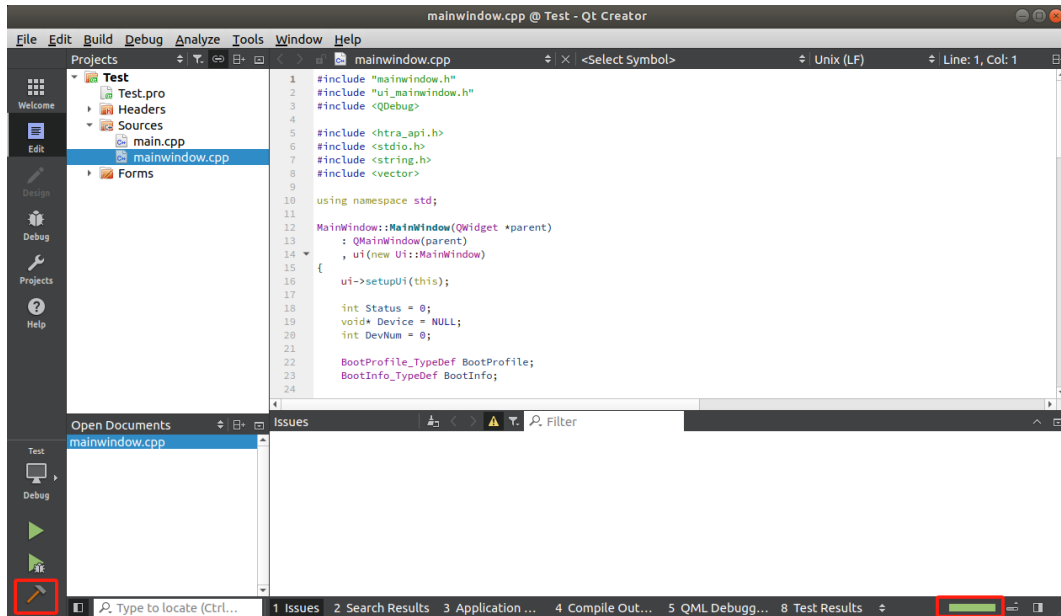 mainwindow.cpp @ Test - Qt Creator
File Edit Build Debug Analyze Tools Window Help
Projects
mainwindow.cpp
<Select Symbol>
Unix (LF)
Line: 1, Col: 1
Welcome
Edit
Design
Debug
Projects
Help
Test
Debug
Test
Test.pro
Headers
Sources
main.cpp
mainwindow.cpp
Forms
1 #include "mainwindow.h"
2 #include "ui_mainwindow.h"
3 #include <QDebug>
4
5 #include <htra_api.h>
6 #include <stdio.h>
7 #include <string.h>
8 #include <vector>
9
10 using namespace std;
11
12 MainWindow::MainWindow(QWidget *parent)
13 : QMainWindow(parent)
14 , ui(new Ui::MainWindow)
15 {
16 ui->setupUi(this);
17
18 int Status = 0;
19 void* Device = NULL;
20 int DevNum = 0;
21
22 BootProfile_TypeDef BootProfile;
23 BootInfo_TypeDef BootInfo;
24
Open Documents
mainwindow.cpp
Issues
Filter
Type to locate (Ctrl...
1 Issues 2 Search Results 3 Application ... 4 Compile Out... 5 QML Debugg... 8 Test Results